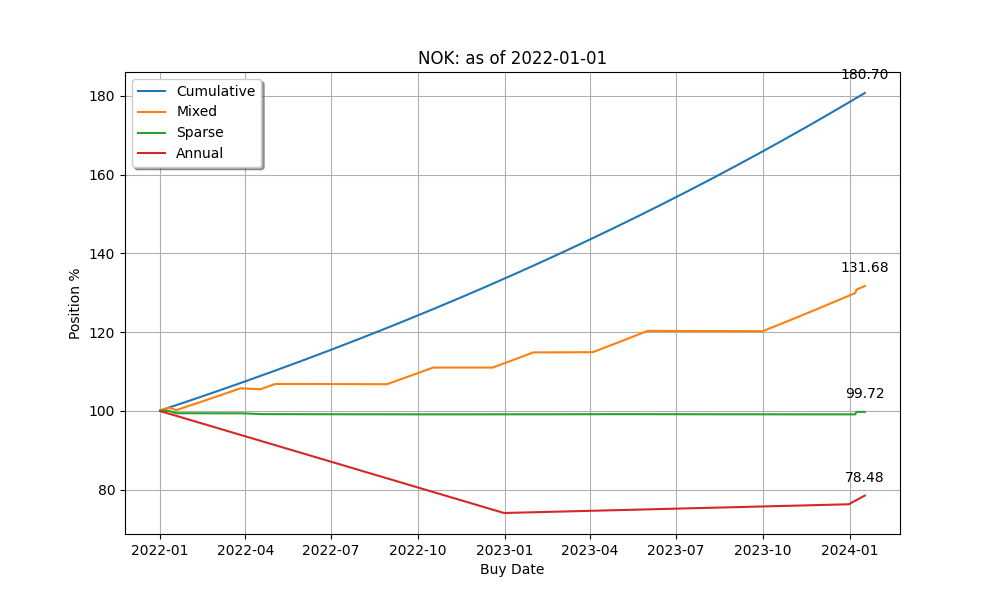 NOK: as of 2022-01-01
180.70
180
Cumulative
Mixed
Sparse
Annual
160
140
131.68
120
100
99.72
80
78.48
Position %
2022-01 2022-04 2022-07 2022-10 2023-01 2023-04 2023-07 2023-10 2024-01
Buy Date